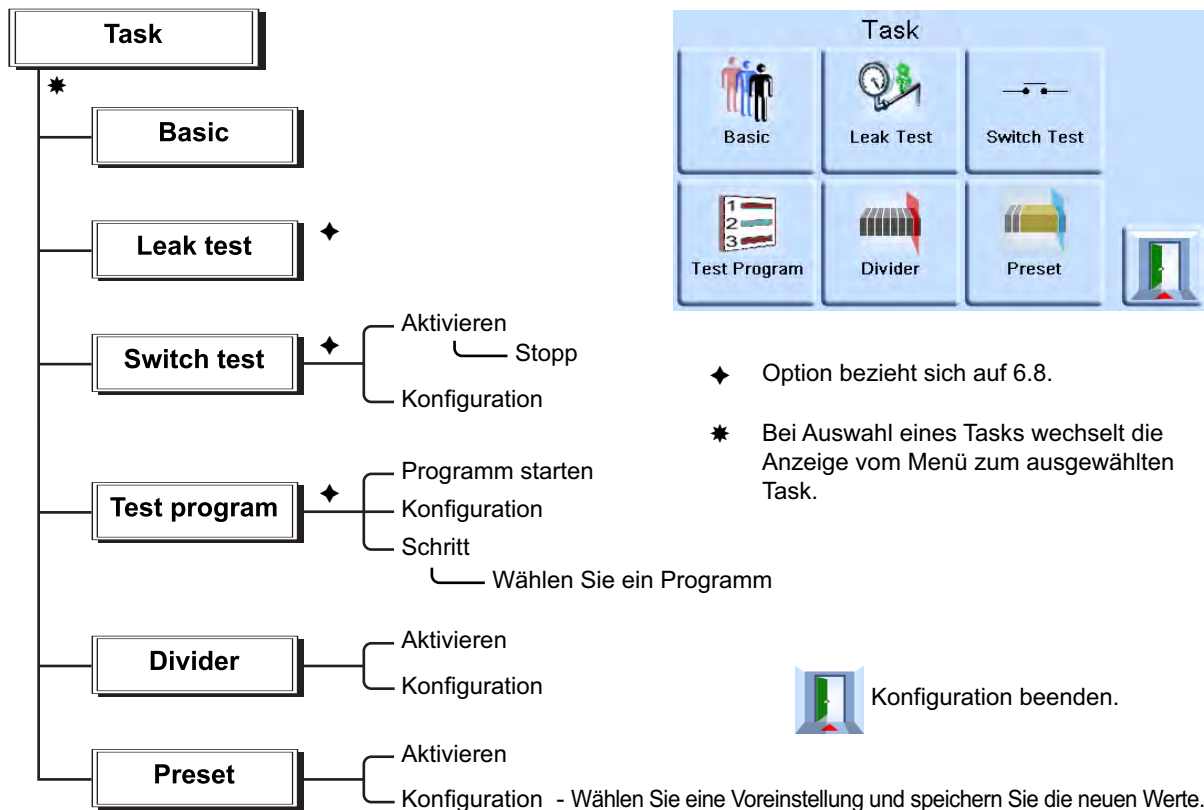 Task
✸
Basic
Leak test ✦
Switch test ✦
Aktivieren
Stopp
Konfiguration
Test program ✦
Programm starten
Konfiguration
Schritt
Wählen Sie ein Programm
Divider
Aktivieren
Konfiguration
Preset
Aktivieren
Konfiguration - Wählen Sie eine Voreinstellung und speichern Sie die neuen Werte.
Task
Basic
Leak Test
Switch Test
1
2
3
Test Program
Divider
Preset
✦ Option bezieht sich auf 6.8.
✸ Bei Auswahl eines Tasks wechselt die
Anzeige vom Menü zum ausgewählten
Task.
Konfiguration beenden.